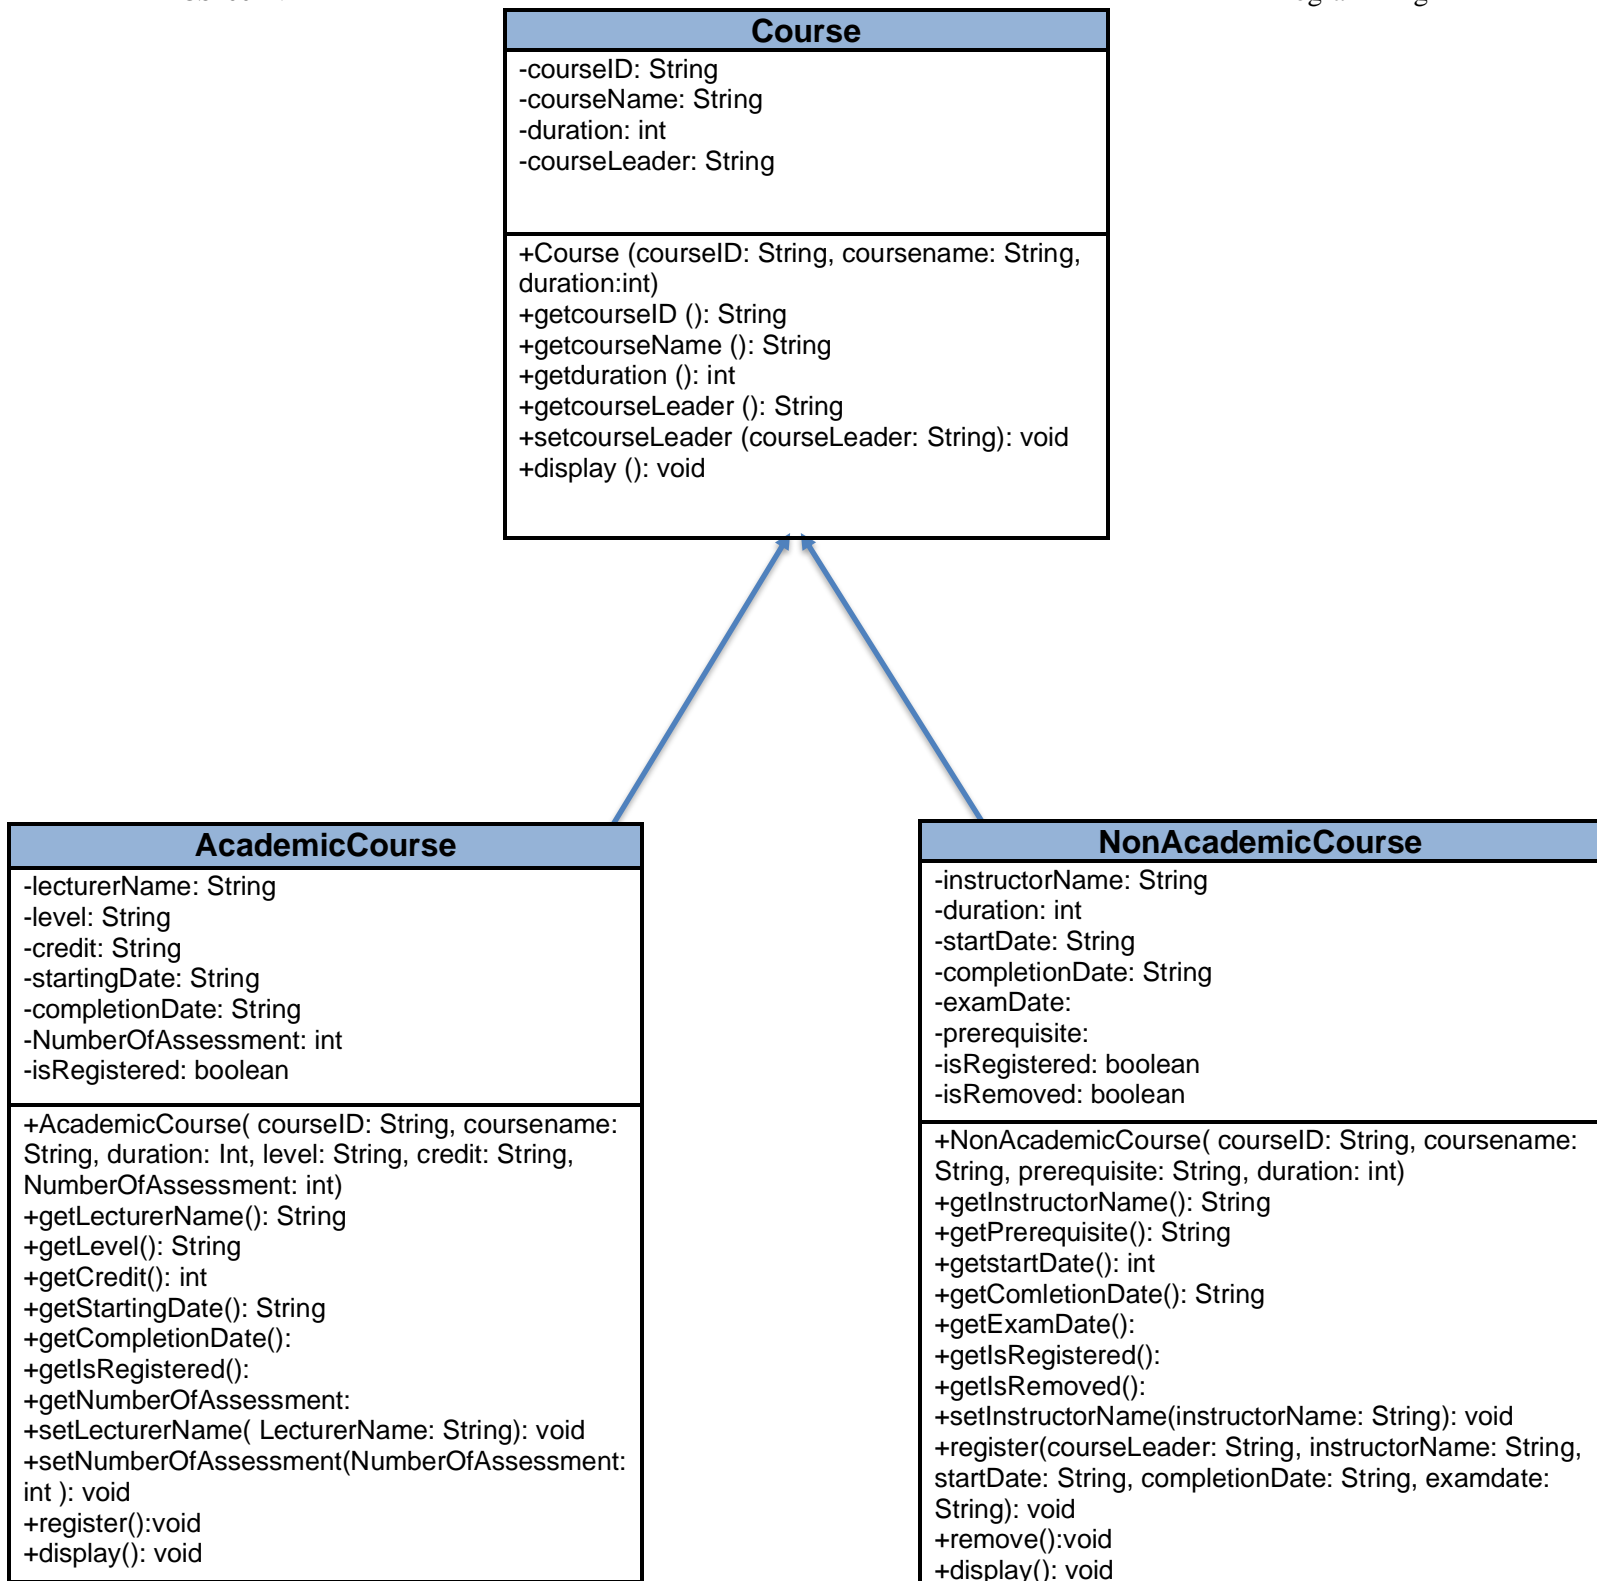 Course
-courseID: String
-courseName: String
-duration: int
-courseLeader: String
+Course (courseID: String, coursename: String,
duration:int)
+getcourseID (): String
+getcourseName (): String
+getduration (): int
+getcourseLeader (): String
+setcourseLeader (courseLeader: String): void
+display (): void
AcademicCourse
-lecturerName: String
-level: String
-credit: String
-startingDate: String
-completionDate: String
-NumberOfAssessment: int
-isRegistered: boolean
+AcademicCourse( courseID: String, coursename:
String, duration: Int, level: String, credit: String,
NumberOfAssessment: int)
+getLecturerName(): String
+getLevel(): String
+getCredit(): int
+getStartingDate(): String
+getCompletionDate():
+getIsRegistered():
+getNumberOfAssessment:
+setLecturerName( LecturerName: String): void
+setNumberOfAssessment(NumberOfAssessment:
int ): void
+register():void
+display(): void
NonAcademicCourse
-instructorName: String
-duration: int
-startDate: String
-completionDate: String
-examDate:
-prerequisite:
-isRegistered: boolean
-isRemoved: boolean
+NonAcademicCourse( courseID: String, coursename:
String, prerequisite: String, duration: int)
+getInstructorName(): String
+getPrerequisite(): String
+getstartDate(): int
+getComletionDate(): String
+getExamDate():
+getIsRegistered():
+getIsRemoved():
+setInstructorName(instructorName: String): void
+register(courseLeader: String, instructorName: String,
startDate: String, completionDate: String, examdate:
String): void
+remove():void
+display(): void